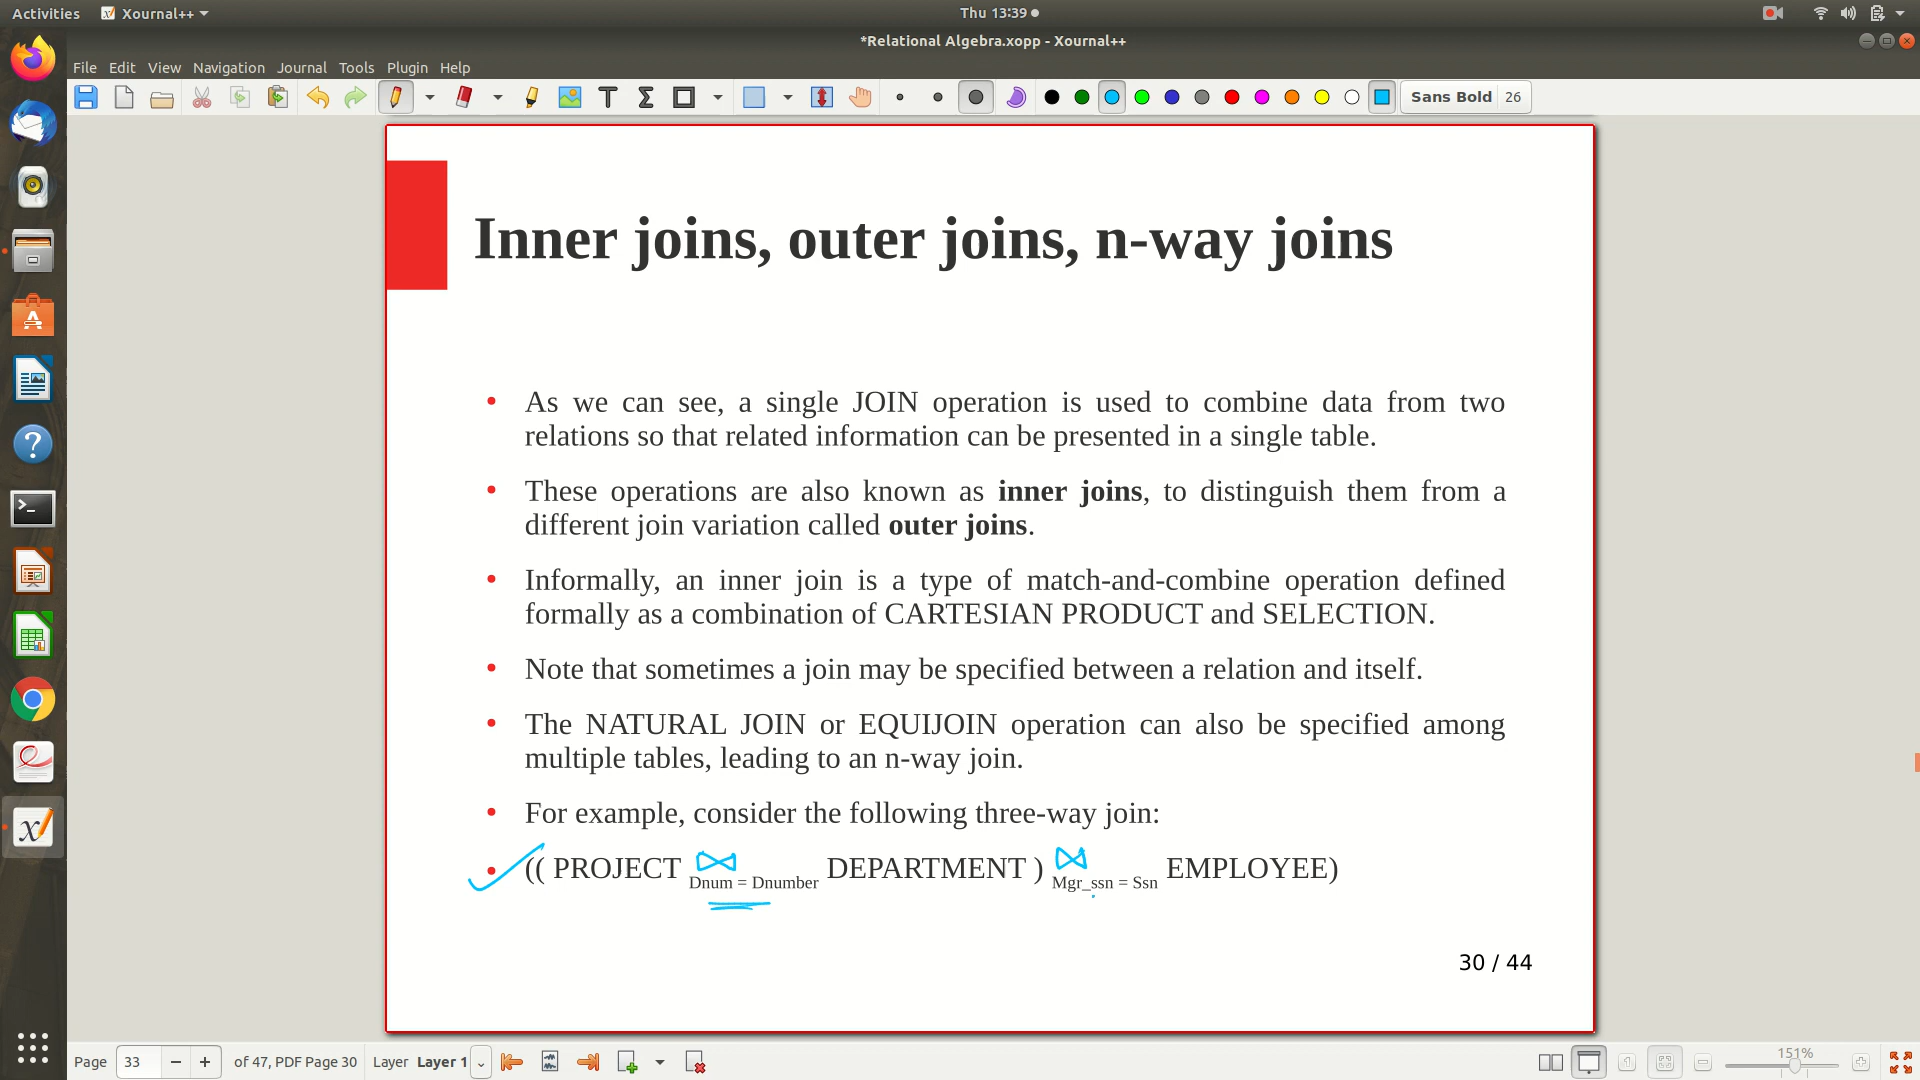 Activities Xournal++ Thu 13:39
*Relational Algebra.xopp - Xournal++
File Edit View Navigation Journal Tools Plugin Help
Sans Bold 26
Inner joins, outer joins, n-way joins
• As we can see, a single JOIN operation is used to combine data from two
relations so that related information can be presented in a single table.
• These operations are also known as inner joins, to distinguish them from a
different join variation called outer joins.
• Informally, an inner join is a type of match-and-combine operation defined
formally as a combination of CARTESIAN PRODUCT and SELECTION.
• Note that sometimes a join may be specified between a relation and itself.
• The NATURAL JOIN or EQUIJOIN operation can also be specified among
multiple tables, leading to an n-way join.
• For example, consider the following three-way join:
• (( PROJECT ⋈ Dnum = Dnumber DEPARTMENT ) ⋈ Mgr_ssn = Ssn EMPLOYEE)
30 / 44
Page 33 of 47, PDF Page 30 Layer Layer 1 151%